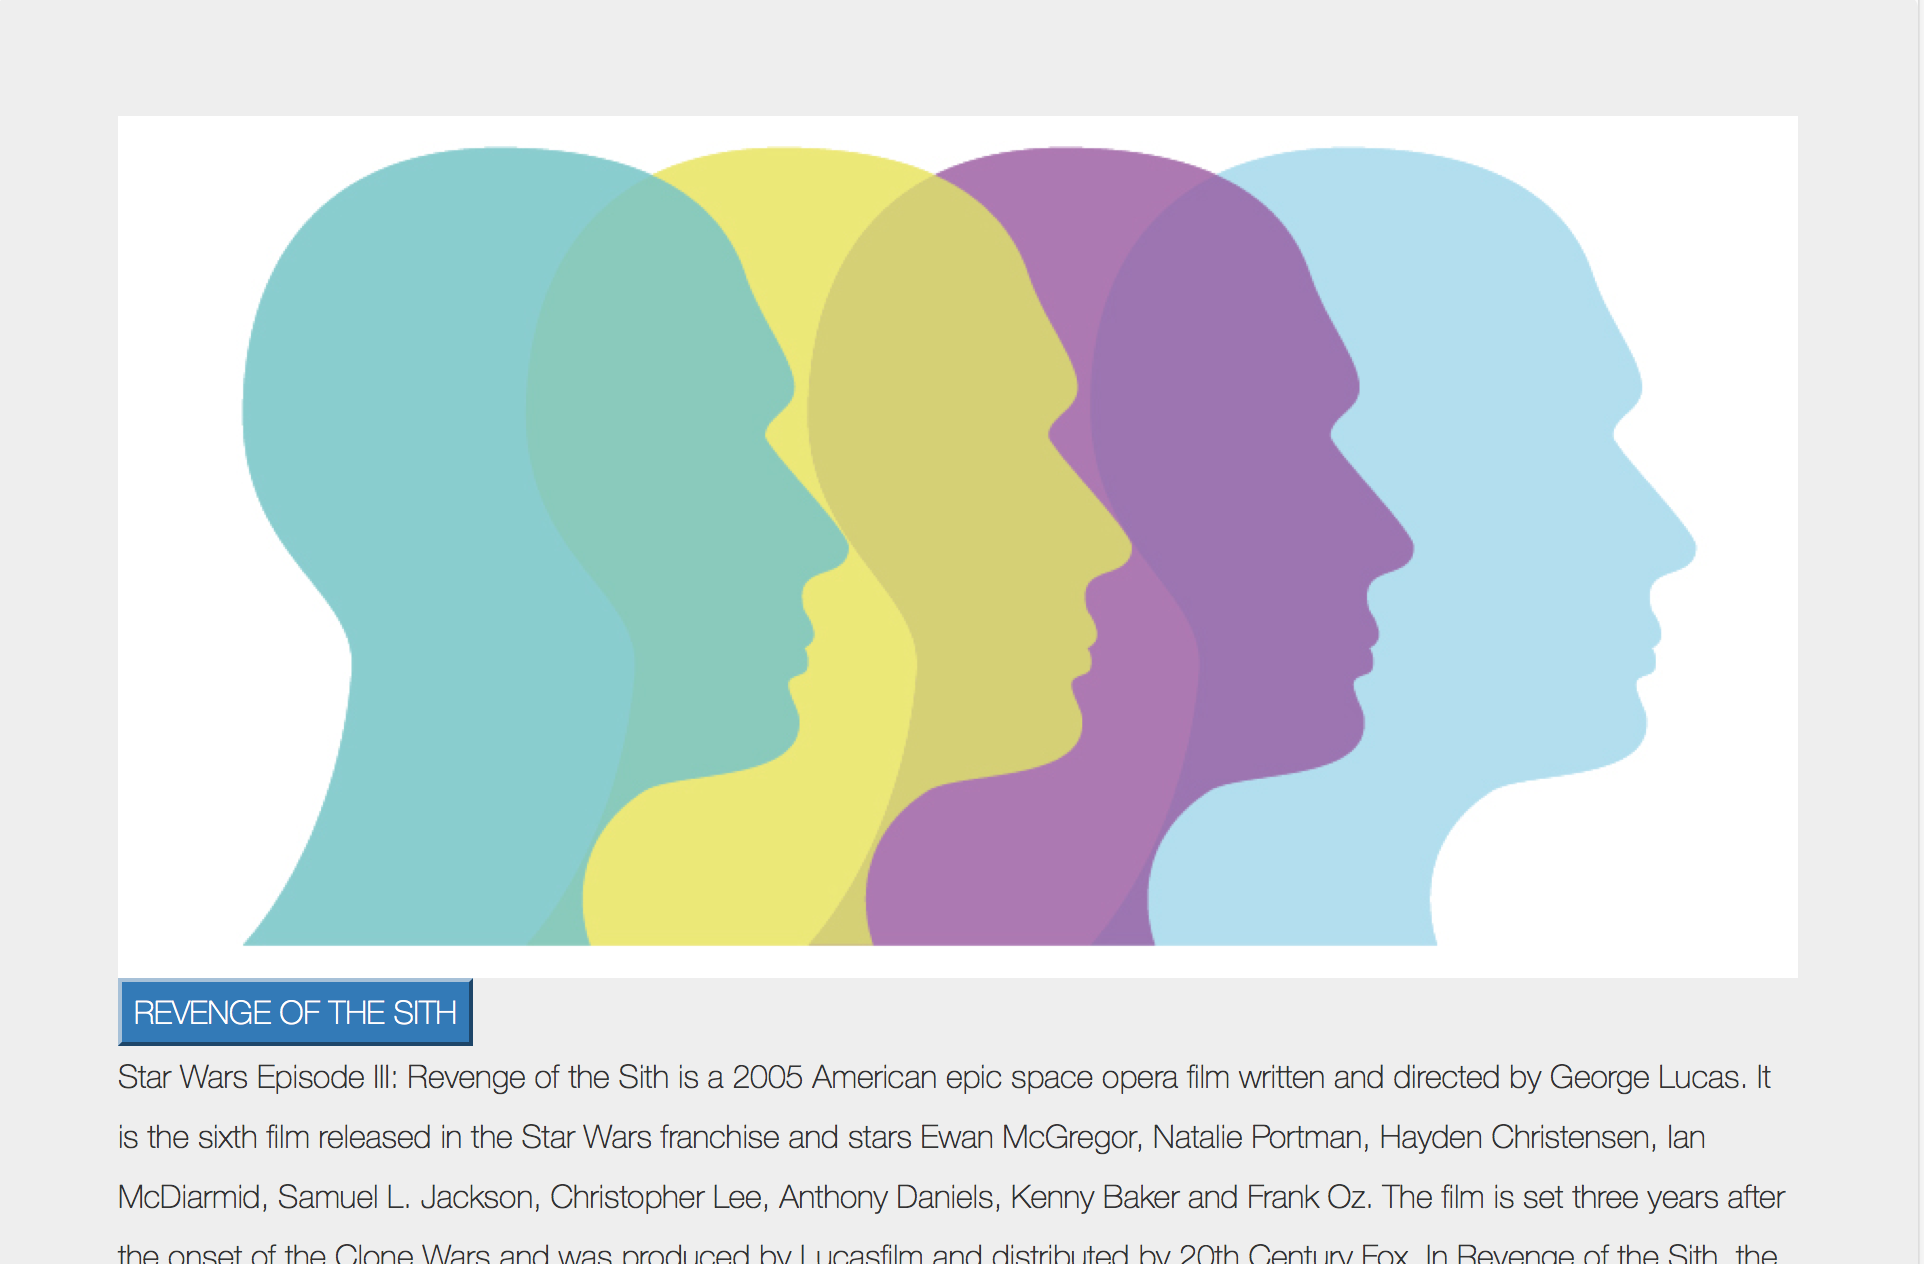 REVENGE OF THE SITH
Star Wars Episode III: Revenge of the Sith is a 2005 American epic space opera film written and directed by George Lucas. It
is the sixth film released in the Star Wars franchise and stars Ewan McGregor, Natalie Portman, Hayden Christensen, Ian
McDiarmid, Samuel L. Jackson, Christopher Lee, Anthony Daniels, Kenny Baker and Frank Oz. The film is set three years after
the onset of the Clone Wars and was produced by Lucasfilm and distributed by 20th Century Fox. In Revenge of the Sith, the